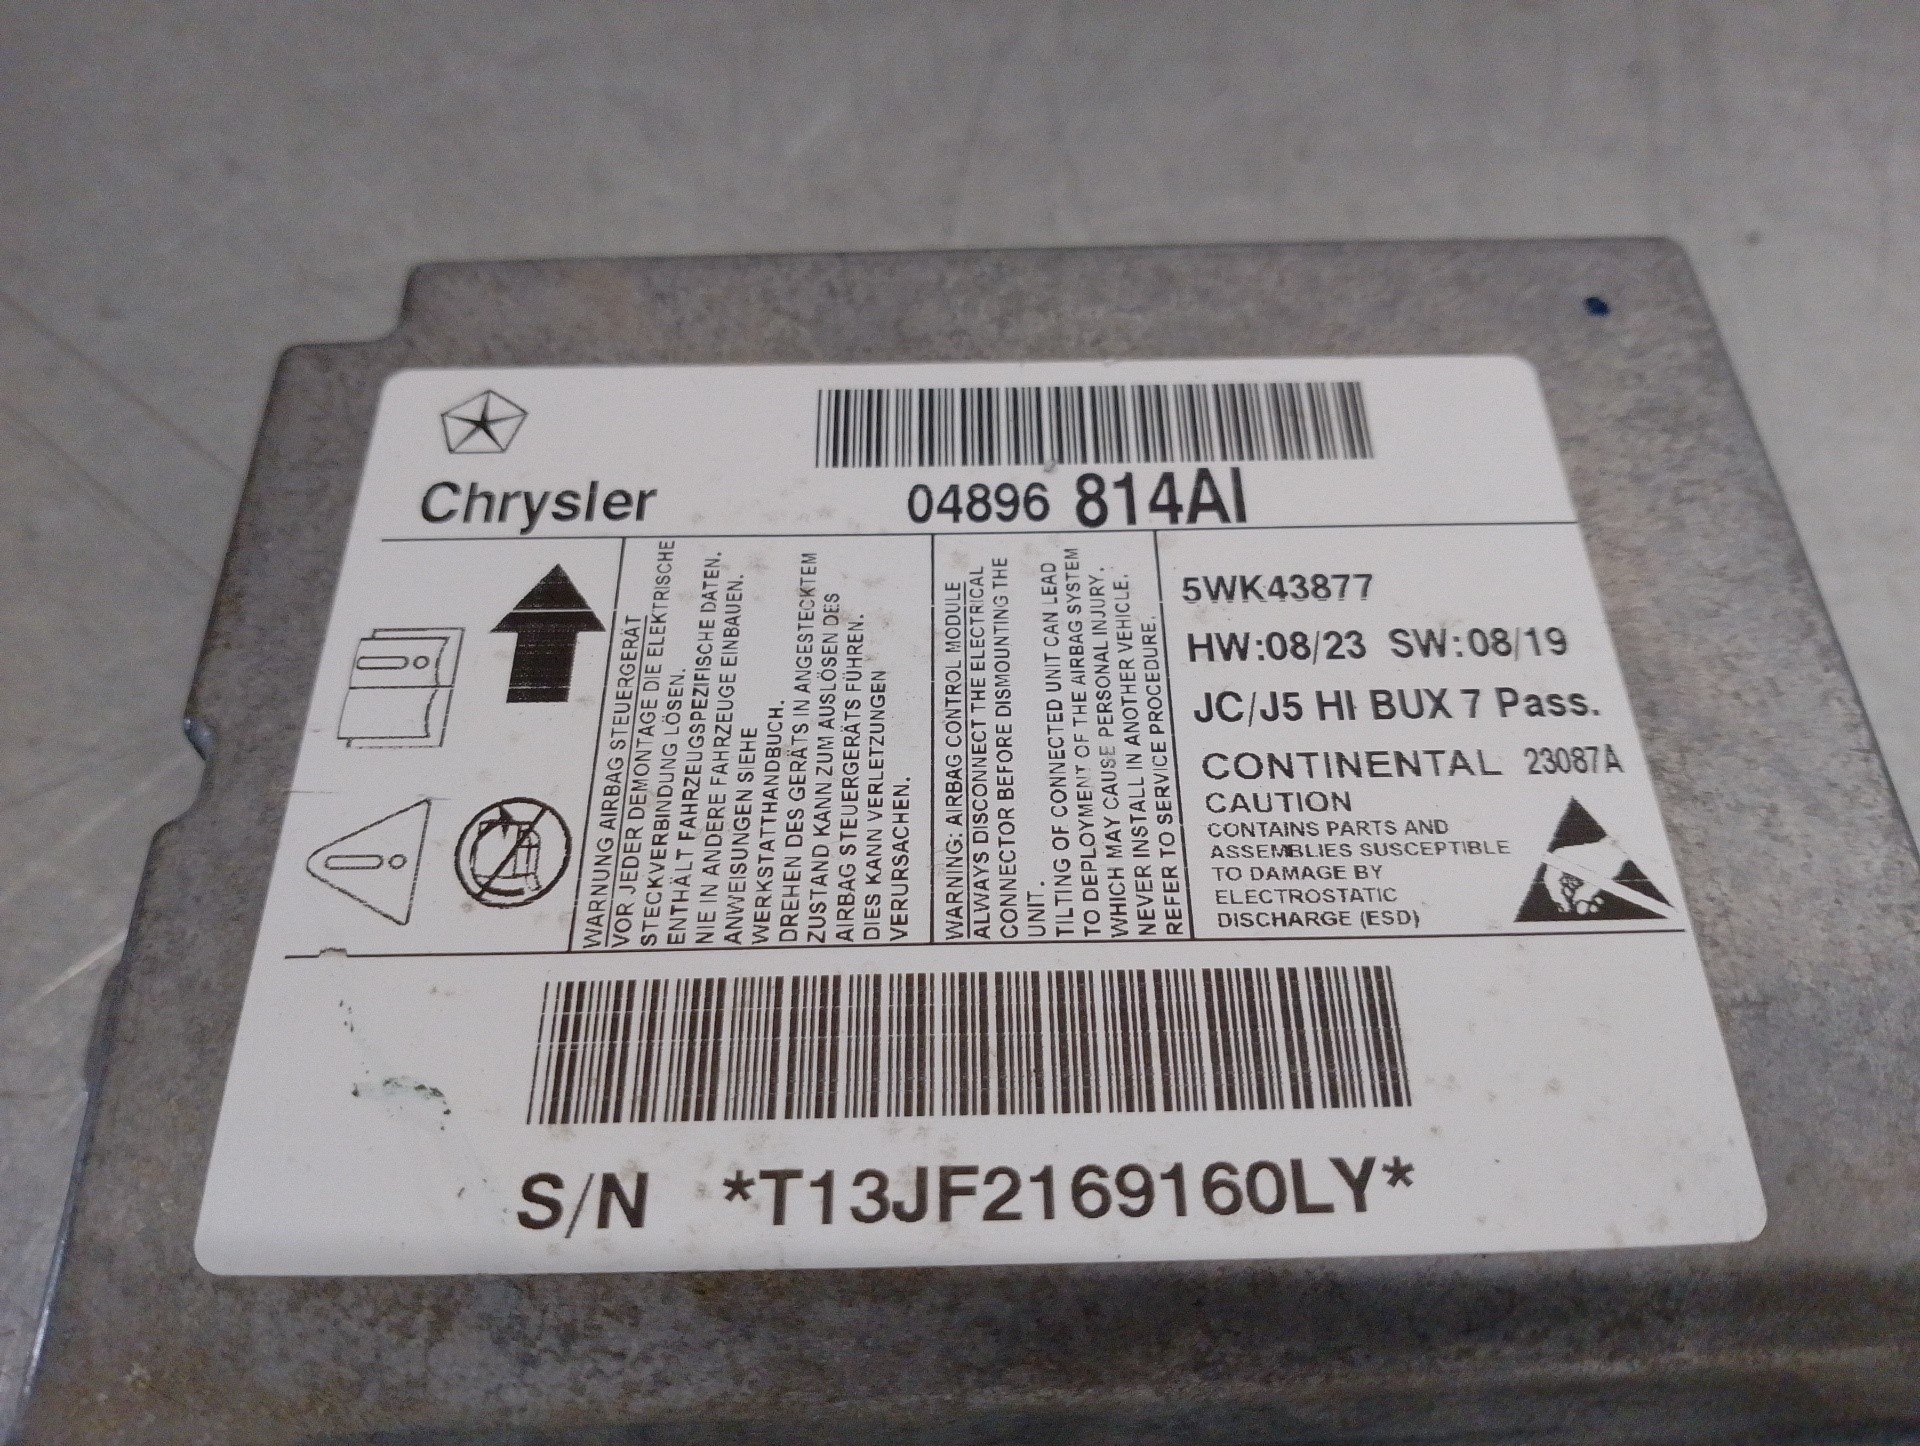 Chrysler
04896 814AI
WARNUNG AIRBAG STEUERGERÄT
VOR JEDER DEMONTAGE DIE ELEKTRISCHE
STECKVERBINDUNG LÖSEN.
ENTHÄLT FAHRZEUGSPEZIFISCHE DATEN.
NIE IN ANDERE FAHRZEUGE EINBAUEN.
ANWEISUNGEN SIEHE
WERKSTATTHANDBUCH.
DREHEN DES GERÄTS IN ANGESTECKTEM
ZUSTAND KANN ZUM AUSLÖSEN DES
AIRBAG STEUERGERÄTS FÜHREN.
DIES KANN VERLETZUNGEN
VERURSACHEN.
WARNING: AIRBAG CONTROL MODULE
ALWAYS DISCONNECT THE ELECTRICAL
CONNECTOR BEFORE DISMOUNTING THE
UNIT.
TILTING OF CONNECTED UNIT CAN LEAD
TO DEPLOYMENT OF THE AIRBAG SYSTEM
WHICH MAY CAUSE PERSONAL INJURY.
NEVER INSTALL IN ANOTHER VEHICLE.
REFER TO SERVICE PROCEDURE.
5WK43877
HW:08/23 SW:08/19
JC/J5 HI BUX 7 Pass.
CONTINENTAL 23087A
CAUTION
CONTAINS PARTS AND
ASSEMBLIES SUSCEPTIBLE
TO DAMAGE BY
ELECTROSTATIC
DISCHARGE (ESD)
S/N *T13JF2169160LY*